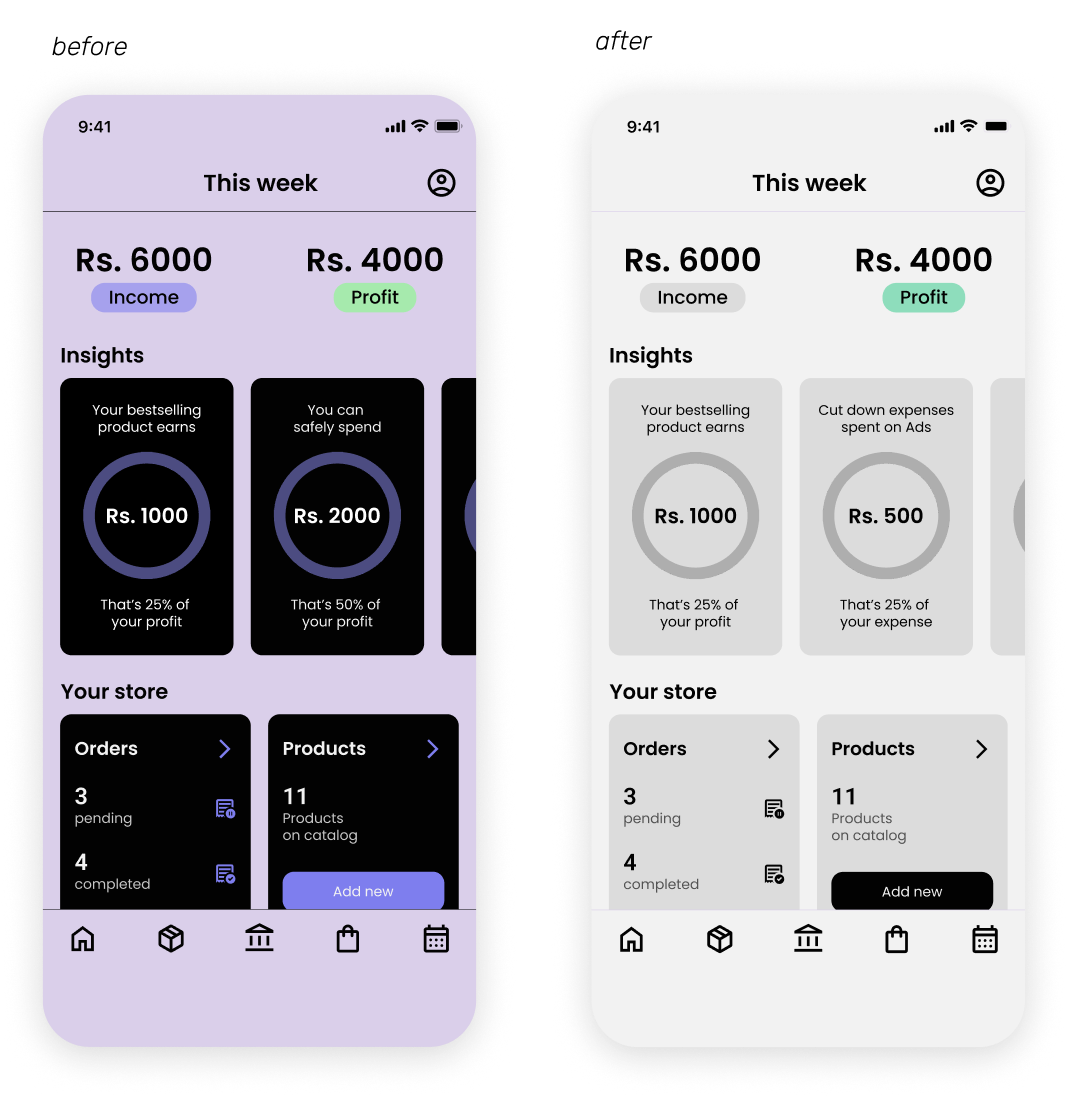 before
9:41
This week
Rs. 6000
Rs. 4000
Income
Profit
Insights
Your bestselling
product earns
Rs. 1000
That's 25% of
your profit
You can
safely spend
Rs. 2000
That's 50% of
your profit
Your store
Orders
3
pending
4
completed
Products
11
Products
on catalog
Add new
after
9:41
This week
Rs. 6000
Rs. 4000
Income
Profit
Insights
Your bestselling
product earns
Rs. 1000
That's 25% of
your profit
Cut down expenses
spent on Ads
Rs. 500
That's 25% of
your expense
Your store
Orders
3
pending
4
completed
Products
11
Products
on catalog
Add new